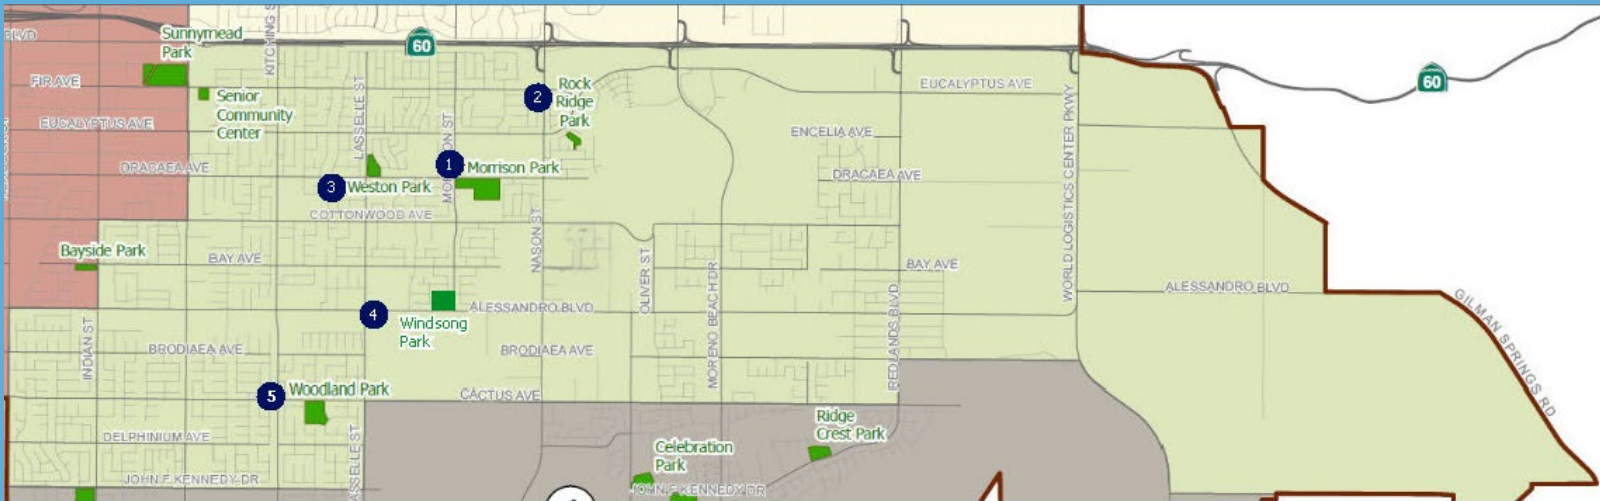 BLVD
Sunnymead
Park
KITCHING S
60
FIR AVE
Senior
Community
Center
EUCALYPTUS AVE
LASSELLE ST
2
Rock
Ridge
Park
EUCALYPTUS AVE
WORLD LOGISTICS CENTER PKWY
60
ENCELIA AVE
DRACAEA AVE
3
Weston Park
1
Morrison Park
DRACAEA AVE
COTTONWOOD AVE
NASON ST
Bayside Park
BAY AVE
OLIVER ST
MORENO BEACH DR
REDLANDS BLVD
BAY AVE
ALESSANDRO BLVD
GILMAN SPRINGS RD
4
ALESSANDRO BLVD
Windsong
Park
INDIAN ST
BRODIAEA AVE
BRODIAEA AVE
5
Woodland Park
CACTUS AVE
Ridge
Crest Park
DELPHINIUM AVE
Celebration
Park
JOHN F KENNEDY DR
ASSELLE ST
JOHN F KENNEDY DR